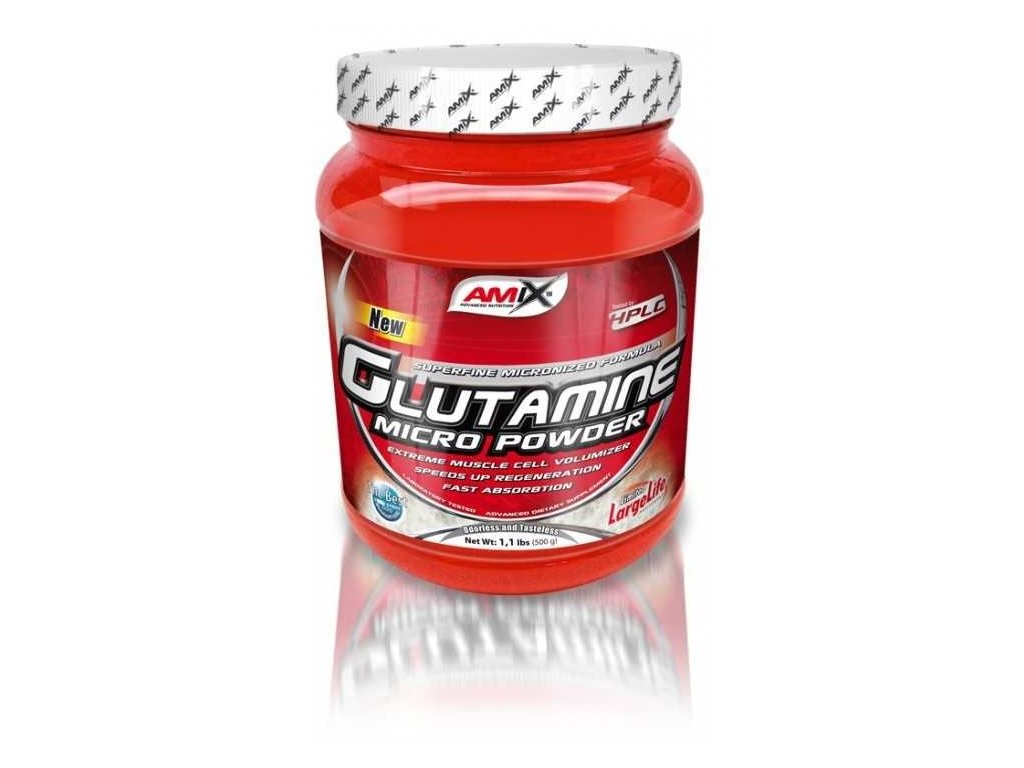 AMIX AMIX AMIX AMIX AMIX AMIX
AMIX™
ADVANCED NUTRITION
HPLC
New
SUPERFINE MICRONIZED FORMULA
GLUTAMINE
MICRO POWDER
EXTREME MUSCLE CELL VOLUMIZER
SPEEDS UP REGENERATION
FAST ABSORBTION
LABORATORY TESTED ADVANCED DIETARY SUPPLEMENT
LargeLife
Odorless and Tasteless
Net Wt: 1,1 lbs (500 g)